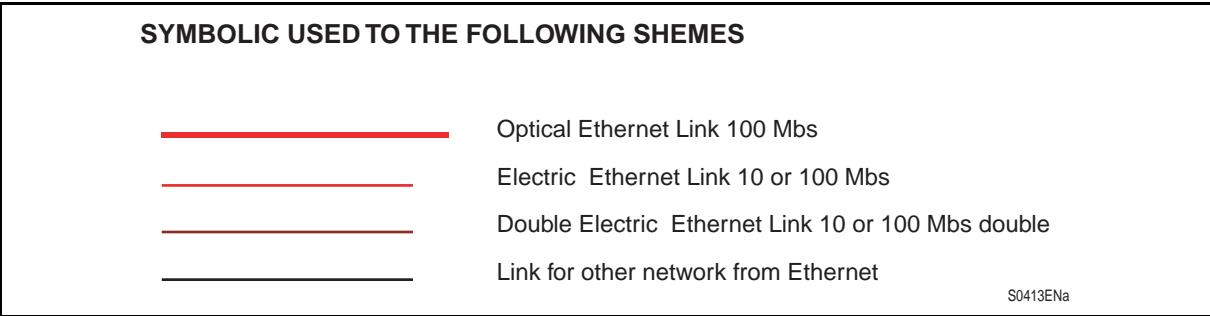 SYMBOLIC USED TO THE FOLLOWING SHEMES
Optical Ethernet Link 100 Mbs
Electric Ethernet Link 10 or 100 Mbs
Double Electric Ethernet Link 10 or 100 Mbs double
Link for other network from Ethernet
S0413ENa